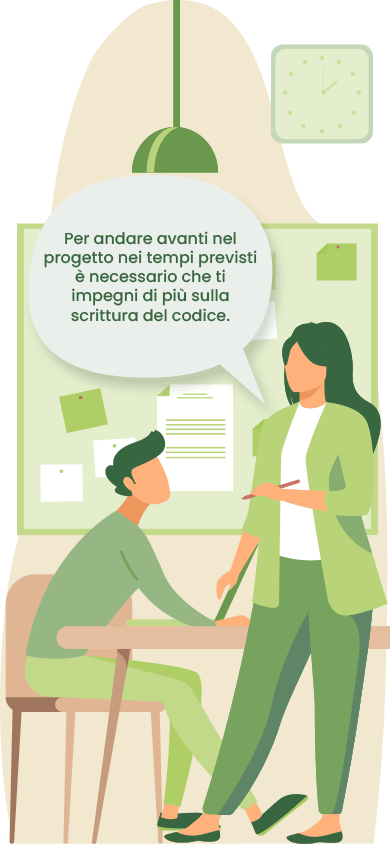 Per andare avanti nel
progetto nei tempi previsti
è necessario che ti
impegni di più sulla
scrittura del codice.